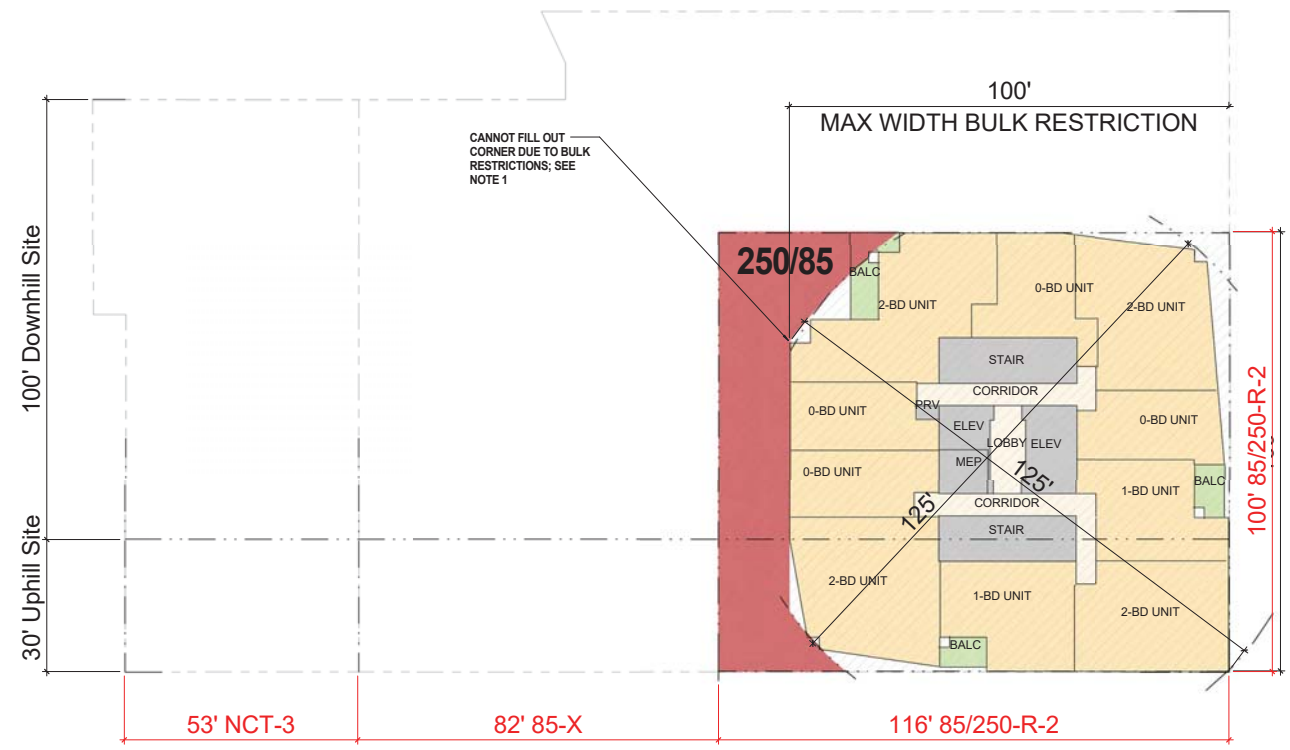 100'
MAX WIDTH BULK RESTRICTION
CANNOT FILL OUT
CORNER DUE TO BULK
RESTRICTIONS; SEE
NOTE 1
250/85
BALC
2-BD UNIT
0-BD UNIT
2-BD UNIT
STAIR
CORRIDOR
PRV
0-BD UNIT
ELEV
LOBBY
ELEV
0-BD UNIT
MEP
0-BD UNIT
125'
125'
1-BD UNIT
BALC
CORRIDOR
STAIR
2-BD UNIT
1-BD UNIT
2-BD UNIT
BALC
100' Downhill Site
30' Uphill Site
100' 85/250-R-2
53' NCT-3
82' 85-X
116' 85/250-R-2